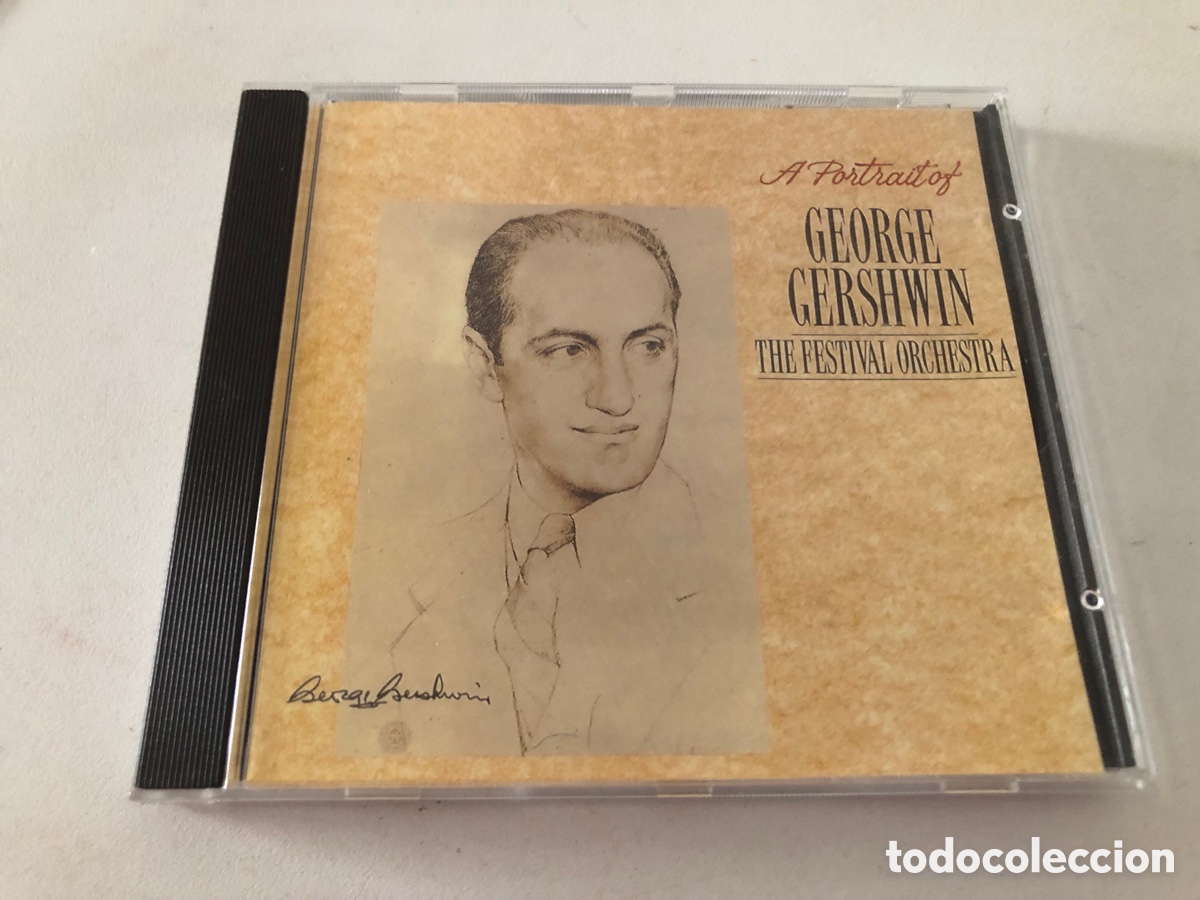 A Portrait of
GEORGE
GERSHWIN
THE FESTIVAL ORCHESTRA
George Gershwin
todocoleccion